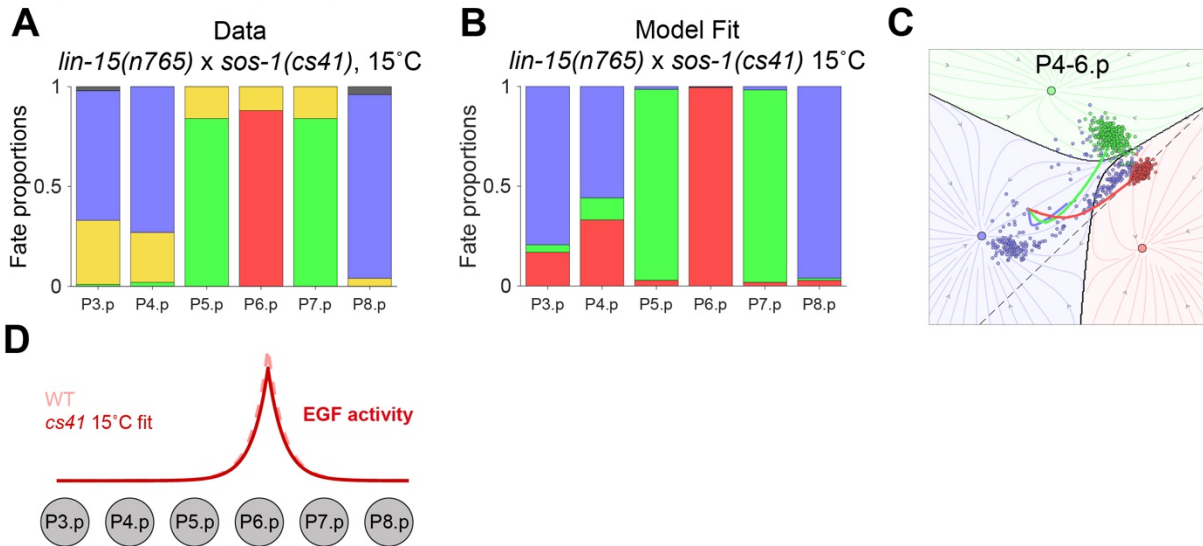 A
Data
lin-15(n765) x sos-1(cs41), 15˚C
Fate proportions
1
0.5
0
P3.p P4.p P5.p P6.p P7.p P8.p
B
Model Fit
lin-15(n765) x sos-1(cs41) 15˚C
Fate proportions
1
0.5
0
P3.p P4.p P5.p P6.p P7.p P8.p
C
P4-6.p
D
WT
cs41 15˚C fit
EGF activity
P3.p P4.p P5.p P6.p P7.p P8.p